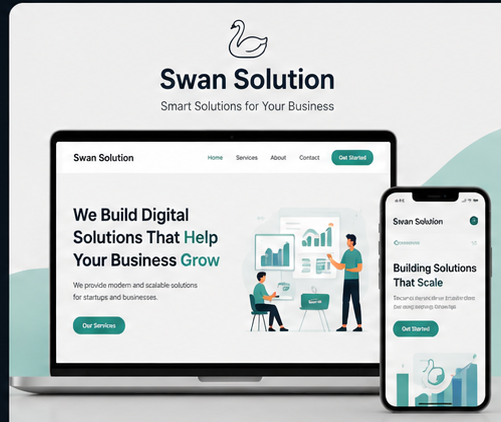 Swan Solution
Smart Solutions for Your Business
Swan Solution
Home Services About Contact Get Started
We Build Digital
Solutions That Help
Your Business Grow
We provide modern and scalable solutions
for startups and businesses.
Our Services
Swan Solution
Building Solutions
That Scale
Get Started